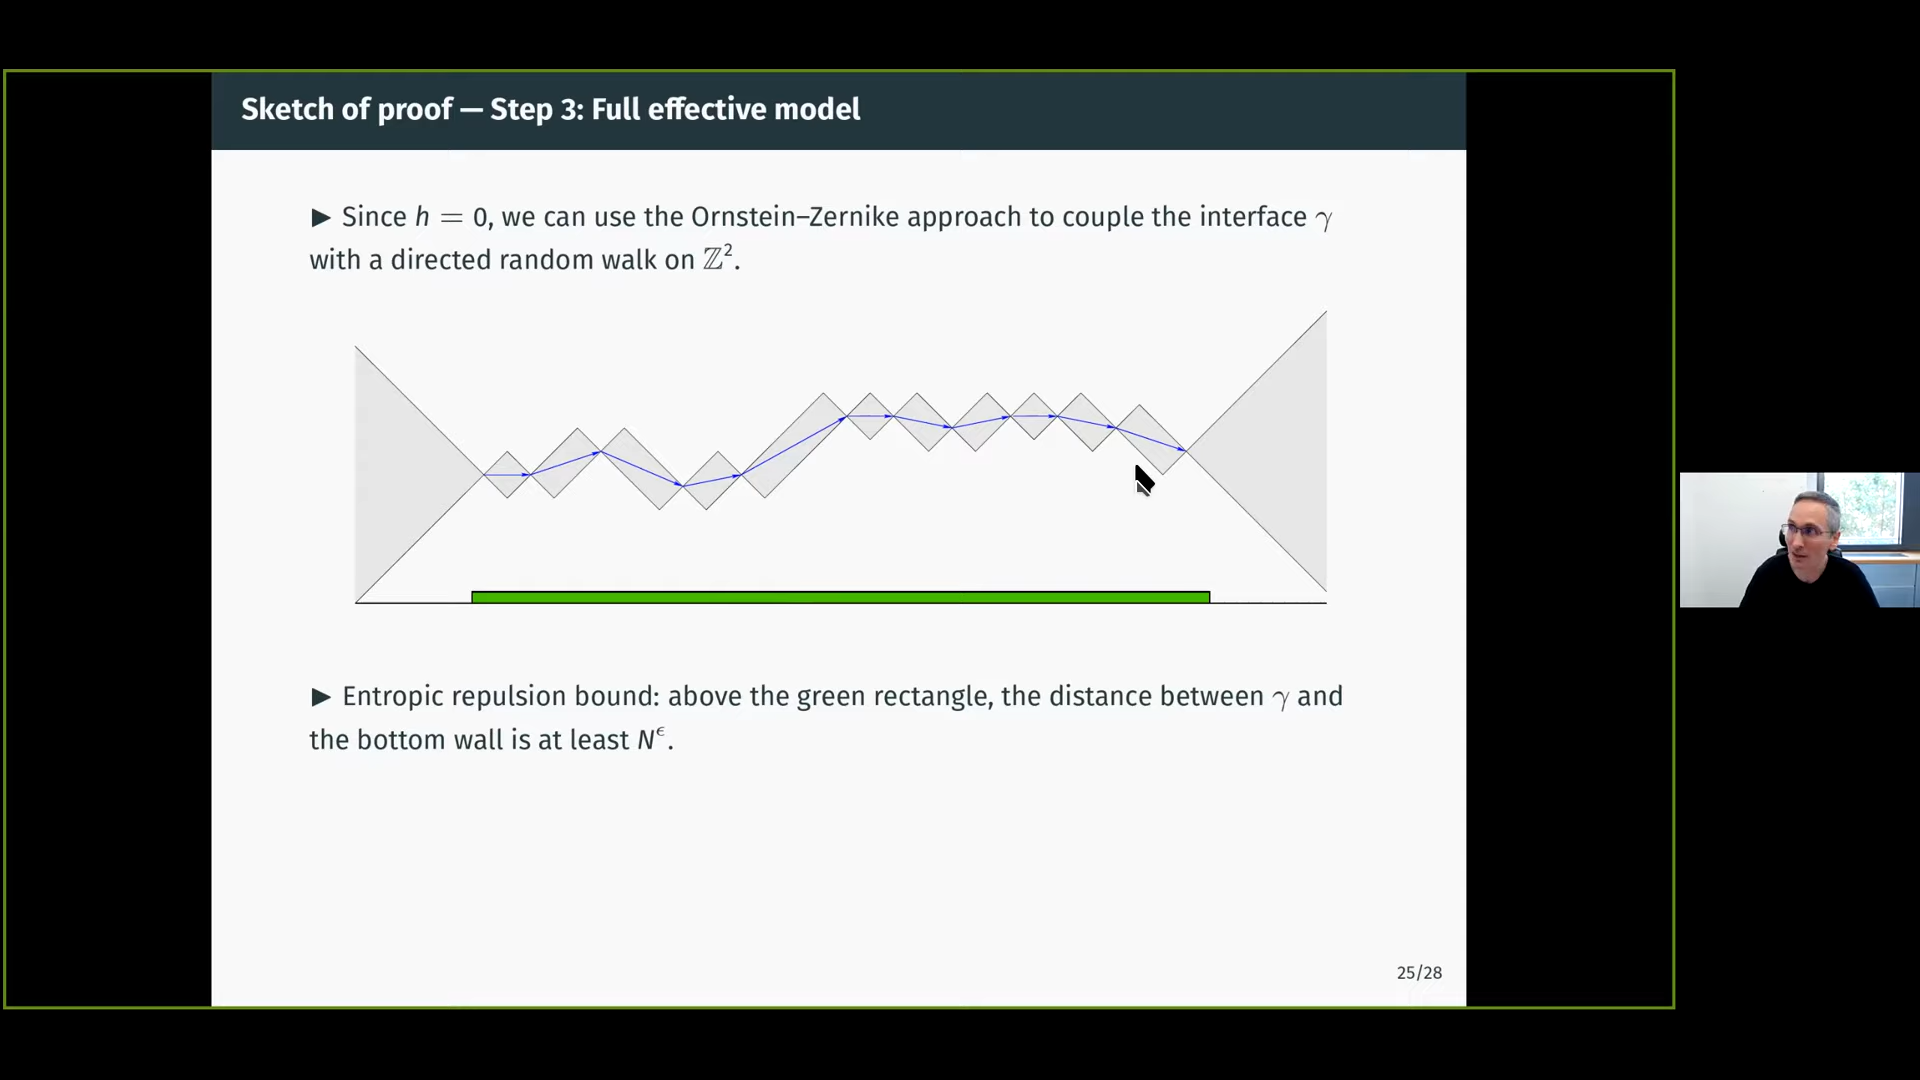 Sketch of proof — Step 3: Full effective model
▶ Since h = 0, we can use the Ornstein–Zernike approach to couple the interface γ
with a directed random walk on ℤ².
▶ Entropic repulsion bound: above the green rectangle, the distance between γ and
the bottom wall is at least N^ϵ.
25/28